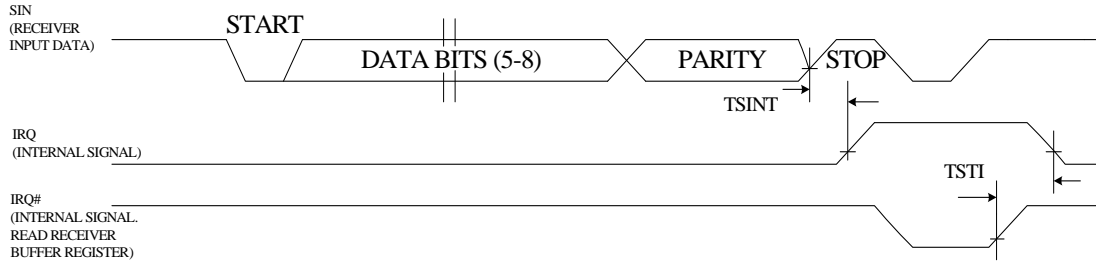 SIN
(RECEIVER
INPUT DATA)
START
DATA BITS (5-8)
PARITY
STOP
TSINT
IRQ
(INTERNAL SIGNAL)
TSTI
IRQ#
(INTERNAL SIGNAL.
READ RECEIVER
BUFFER REGISTER)